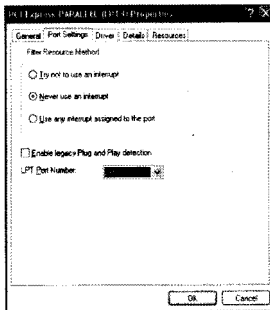 PCI Express PARALLEL (LPT3) Properties
? X
General Port Settings Driver Details Resources
Filter Resource Method
Try not to use an interrupt
Never use an interrupt
Use any interrupt assigned to the port
Enable legacy Plug and Play detection
LPT Port Number:
OK Cancel